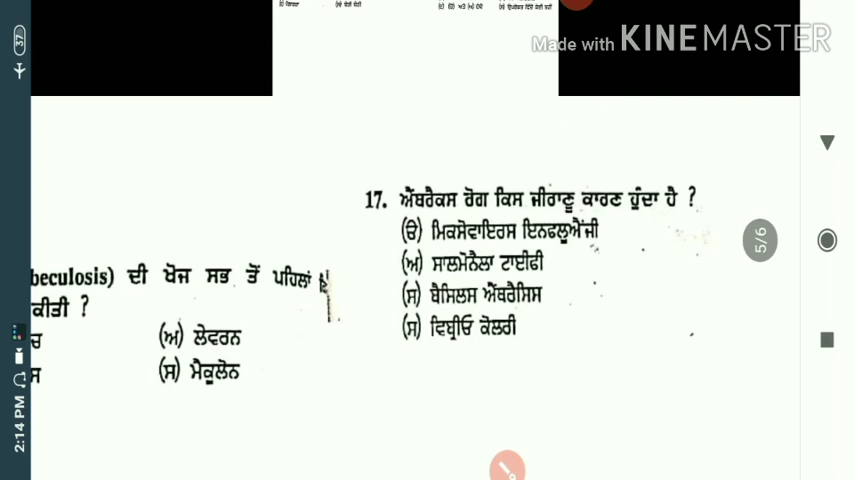 Made with KINEMASTER
37
17. ਐਂਥਰੈਕਸ ਰੋਗ ਕਿਸ ਜੀਰਾਣੂ ਕਾਰਣ ਹੁੰਦਾ ਹੈ ?
(ੳ) ਮਿਕਸੋਵਾਇਰਸ ਇਨਫਲੂਐਂਜੀ
(ਅ) ਸਾਲਮੋਨੈਲਾ ਟਾਈਫੀ
(ਸ) ਬੈਸਿਲਸ ਐਂਥਰੈਸਿਸ
(ਸ) ਵਿਬ੍ਰੀਓ ਕੋਲਰੀ
5/6
beculosis) ਦੀ ਖੋਜ ਸਭ ਤੋਂ ਪਹਿਲਾਂ
ਕੀਤੀ ?
ਚ (ਅ) ਲੇਵਰਨ
ਸ (ਸ) ਮੈਕੂਲੋਨ
2:14 PM